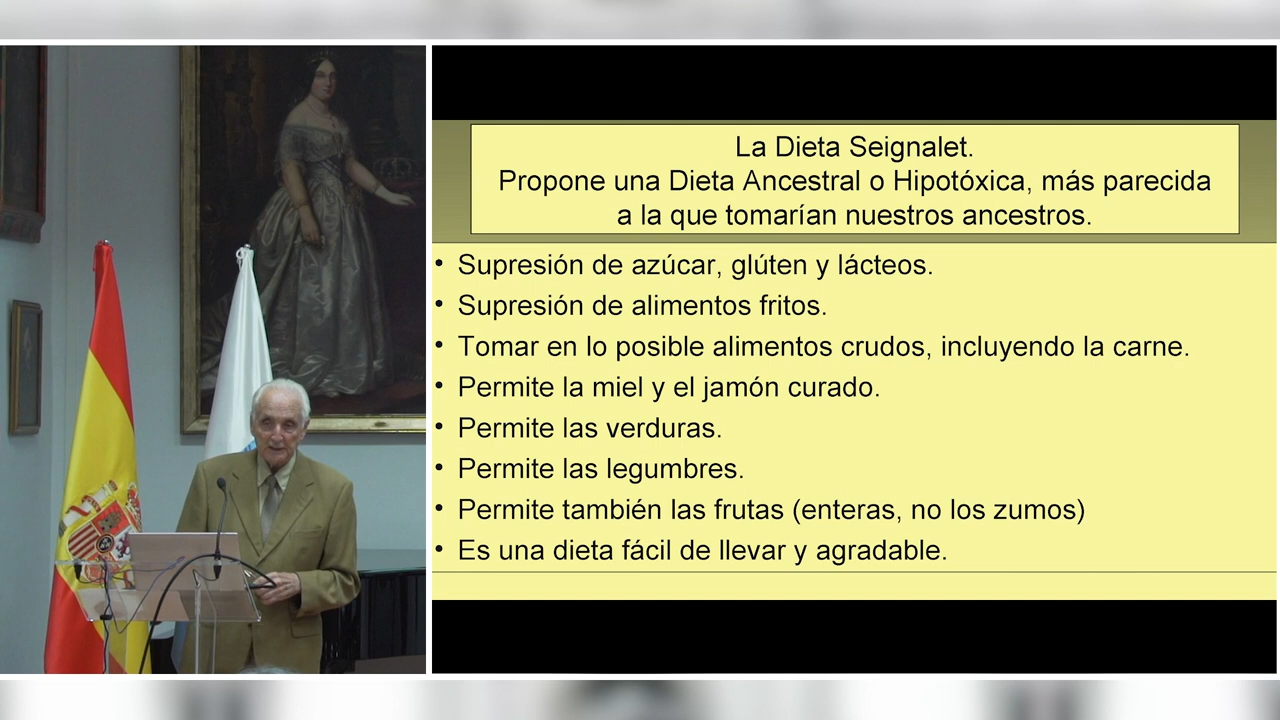 La Dieta Seignalet.
Propone una Dieta Ancestral o Hipotóxica, más parecida
a la que tomarían nuestros ancestros.
• Supresión de azúcar, glúten y lácteos.
• Supresión de alimentos fritos.
• Tomar en lo posible alimentos crudos, incluyendo la carne.
• Permite la miel y el jamón curado.
• Permite las verduras.
• Permite las legumbres.
• Permite también las frutas (enteras, no los zumos)
• Es una dieta fácil de llevar y agradable.